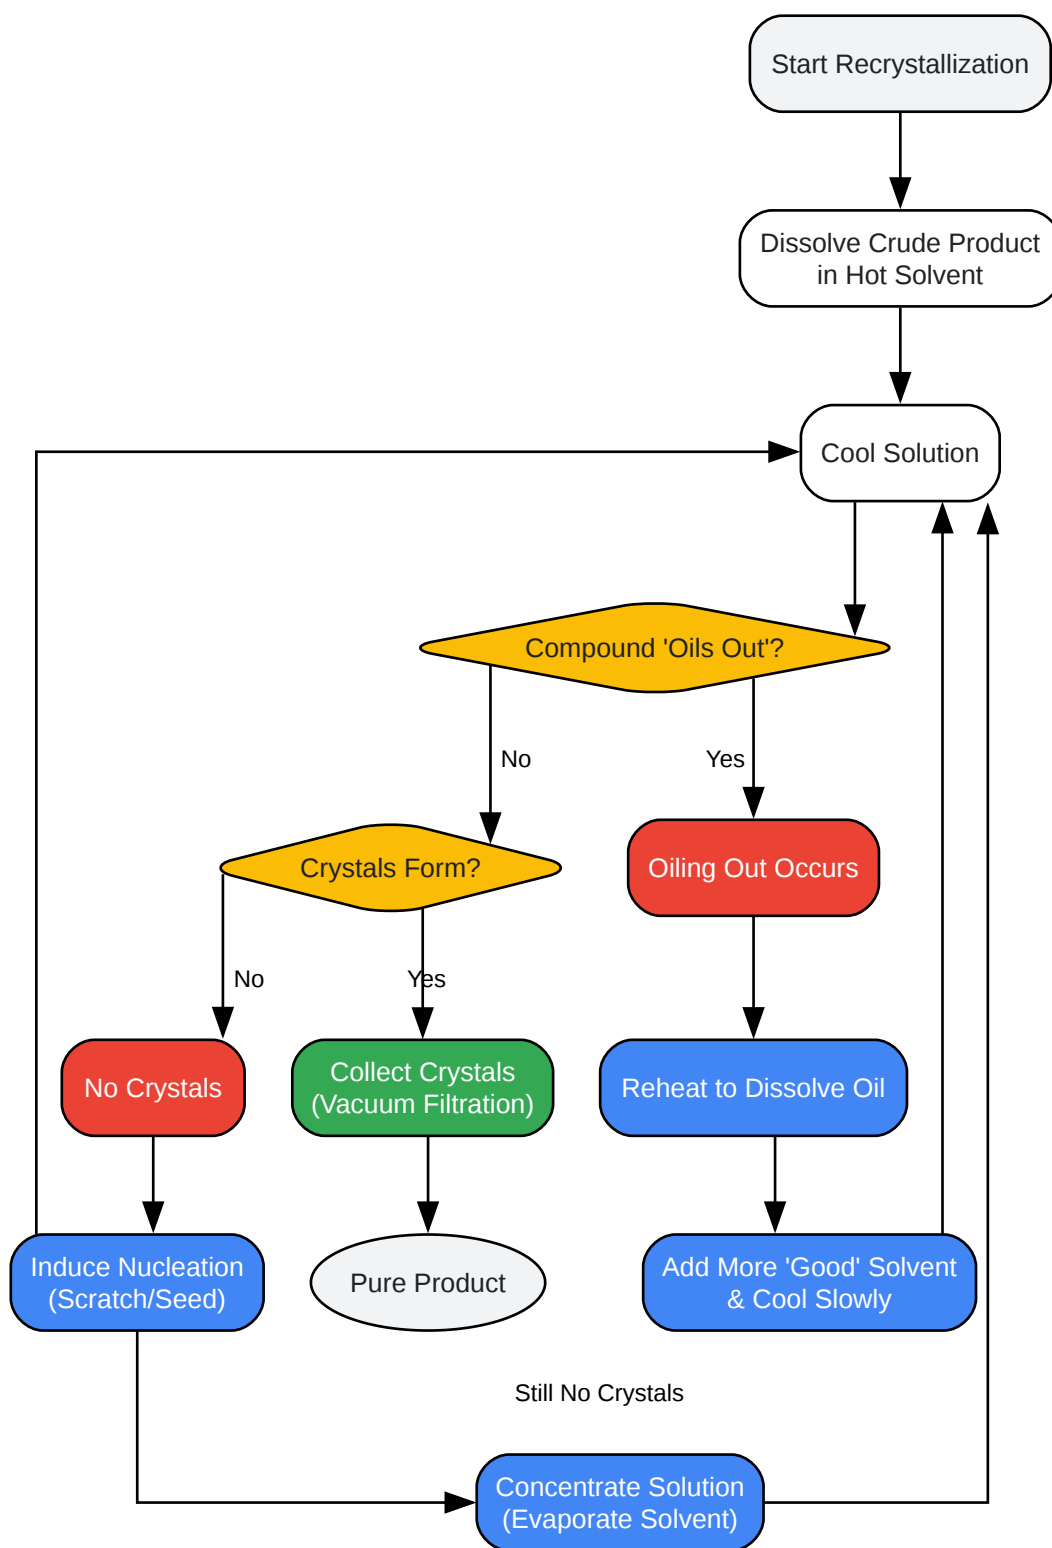 Start Recrystallization
Dissolve Crude Product
in Hot Solvent
Cool Solution
Compound 'Oils Out'?
No
Yes
Crystals Form?
Oiling Out Occurs
No
Yes
No Crystals
Collect Crystals
(Vacuum Filtration)
Reheat to Dissolve Oil
Induce Nucleation
(Scratch/Seed)
Pure Product
Add More 'Good' Solvent
& Cool Slowly
Still No Crystals
Concentrate Solution
(Evaporate Solvent)